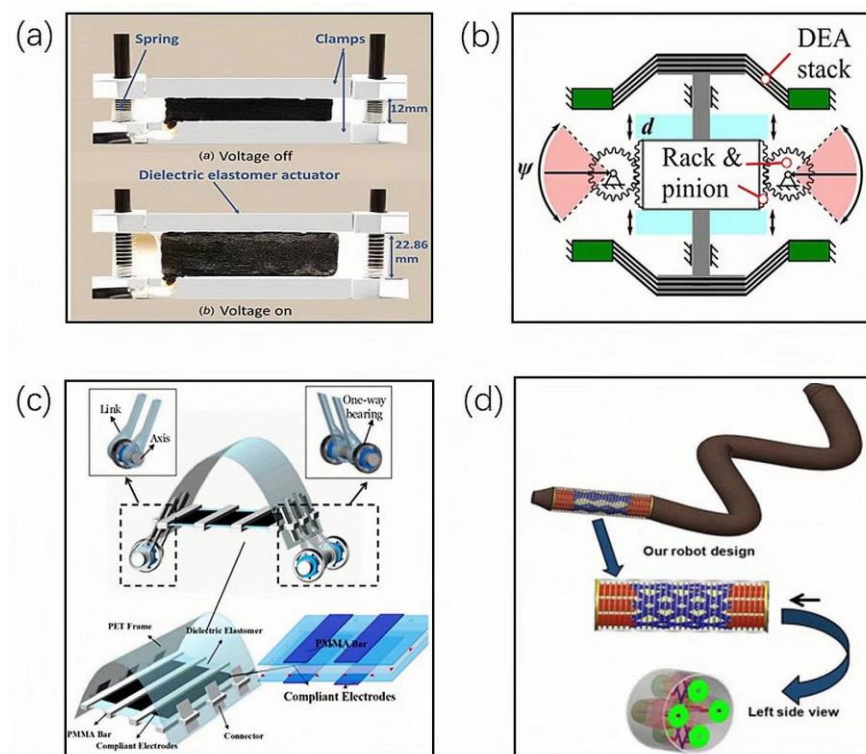 (a)
Spring
Clamps
12mm
(a) Voltage off
Dielectric elastomer actuator
22.86
mm
(b) Voltage on
(b)
DEA
stack
d
Rack &
pinion
ψ
(c)
Link
Axis
One-way
bearing
PET Frame
Dielectric Elastomer
PMMA Bar
PMMA Bar
Compliant Electrodes
Compliant Electrodes
Connector
(d)
Our robot design
Left side view